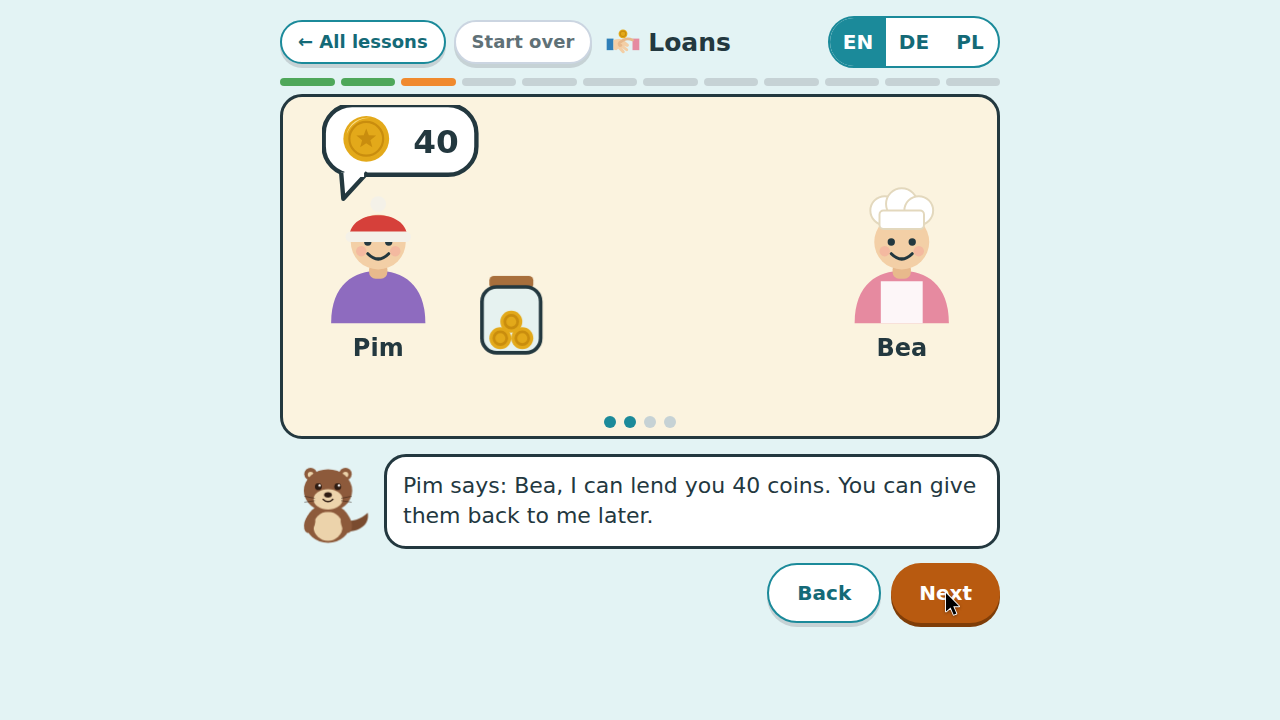 ← All lessons
Start over
Loans
EN DE PL
40
Pim
Bea
Pim says: Bea, I can lend you 40 coins. You can give
them back to me later.
Back
Next